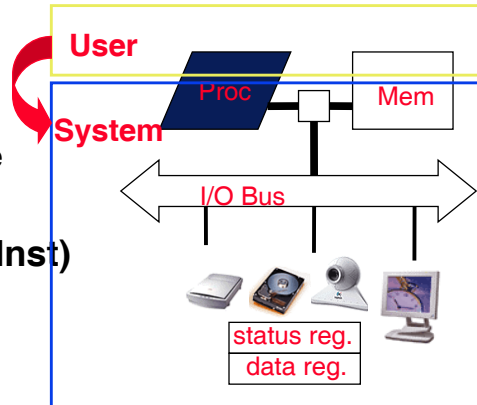 User
Proc
Mem
System
e
I/O Bus
Inst)
status reg.
data reg.